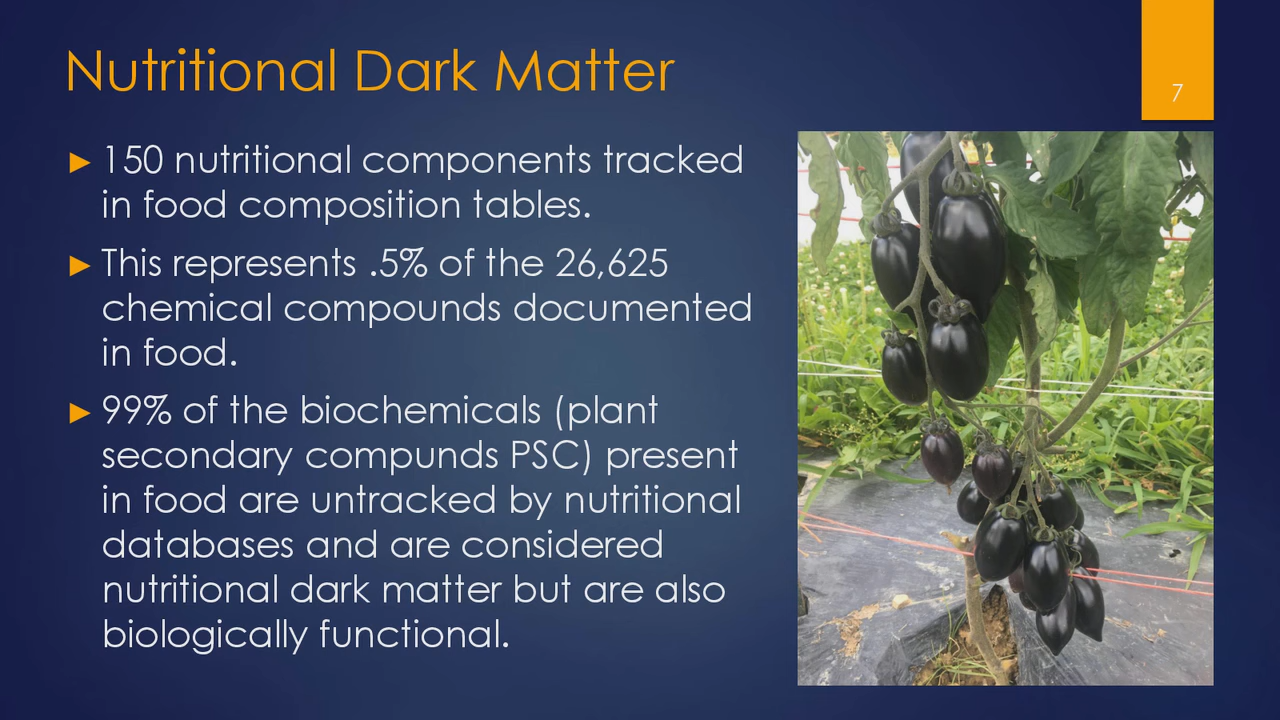 Nutritional Dark Matter
7
► 150 nutritional components tracked
in food composition tables.
► This represents .5% of the 26,625
chemical compounds documented
in food.
► 99% of the biochemicals (plant
secondary compunds PSC) present
in food are untracked by nutritional
databases and are considered
nutritional dark matter but are also
biologically functional.